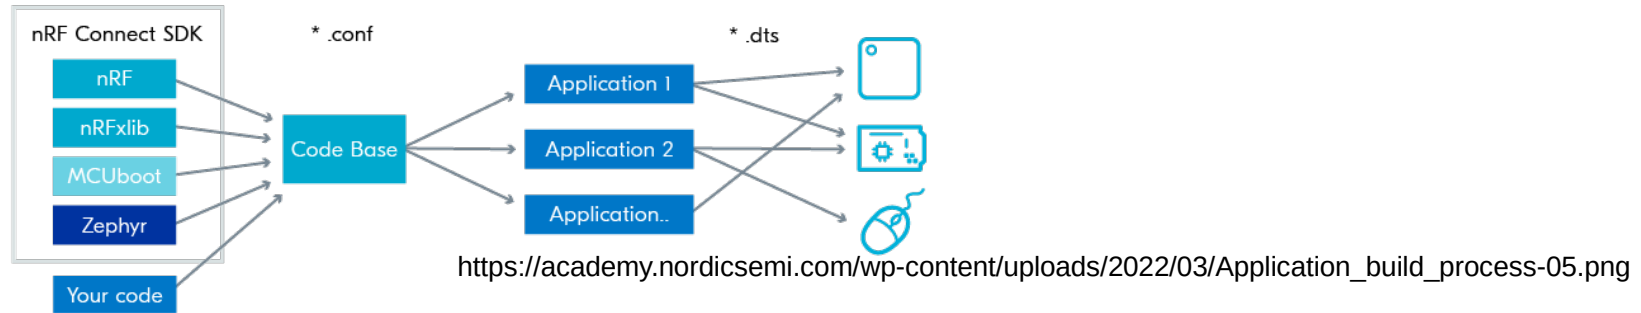 nRF Connect SDK
* .conf
* .dts
nRF
nRFxlib
MCUboot
Zephyr
Your code
Code Base
Application 1
Application 2
Application..
https://academy.nordicsemi.com/wp-content/uploads/2022/03/Application_build_process-05.png